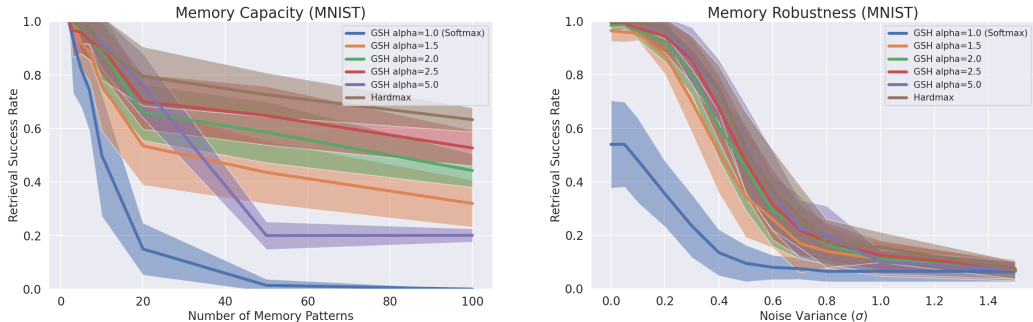 Memory Capacity (MNIST)
1.0
0.8
0.6
0.4
0.2
0.0
Retrieval Success Rate
GSH alpha=1.0 (Softmax)
GSH alpha=1.5
GSH alpha=2.0
GSH alpha=2.5
GSH alpha=5.0
Hardmax
0 20 40 60 80 100
Number of Memory Patterns
Memory Robustness (MNIST)
1.0
0.8
0.6
0.4
0.2
0.0
Retrieval Success Rate
GSH alpha=1.0 (Softmax)
GSH alpha=1.5
GSH alpha=2.0
GSH alpha=2.5
GSH alpha=5.0
Hardmax
0.0 0.2 0.4 0.6 0.8 1.0 1.2 1.4
Noise Variance (σ)